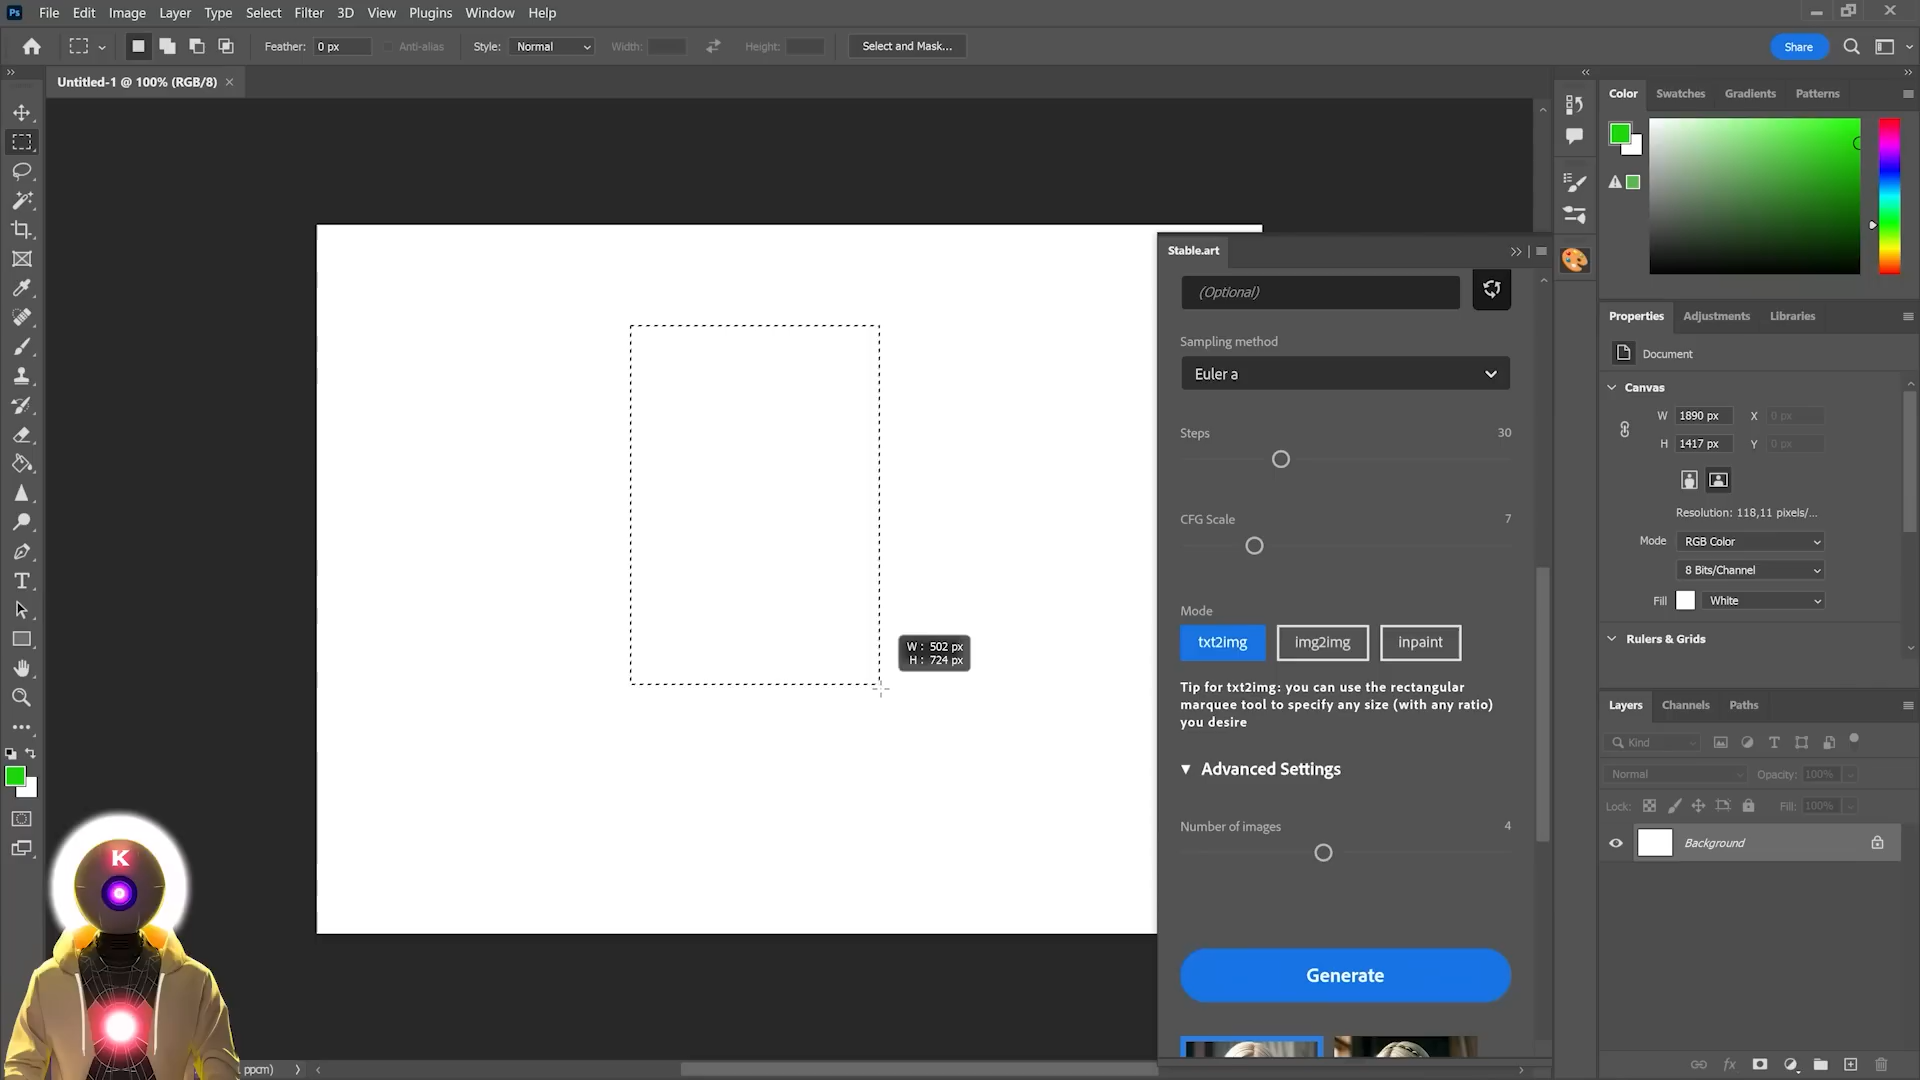 Ps File Edit Image Layer Type Select Filter 3D View Plugins Window Help
Feather: 0 px Anti-alias Style: Normal Width: Height: Select and Mask... Share
Untitled-1 @ 100% (RGB/8) ×
Color Swatches Gradients Patterns
Stable.art
(Optional)
Sampling method
Euler a
Steps 30
CFG Scale 7
Mode
txt2img img2img inpaint
Tip for txt2img: you can use the rectangular
marquee tool to specify any size (with any ratio)
you desire
Advanced Settings
Number of images 4
Generate
W : 502 px
H : 724 px
Properties Adjustments Libraries
Document
Canvas
W 1890 px X 0 px
H 1417 px Y 0 px
Resolution: 118,11 pixels/...
Mode RGB Color
8 Bits/Channel
Fill White
Rulers & Grids
Layers Channels Paths
Kind
Normal Opacity: 100%
Lock: Fill: 100%
Background
K
ppcm)
fx